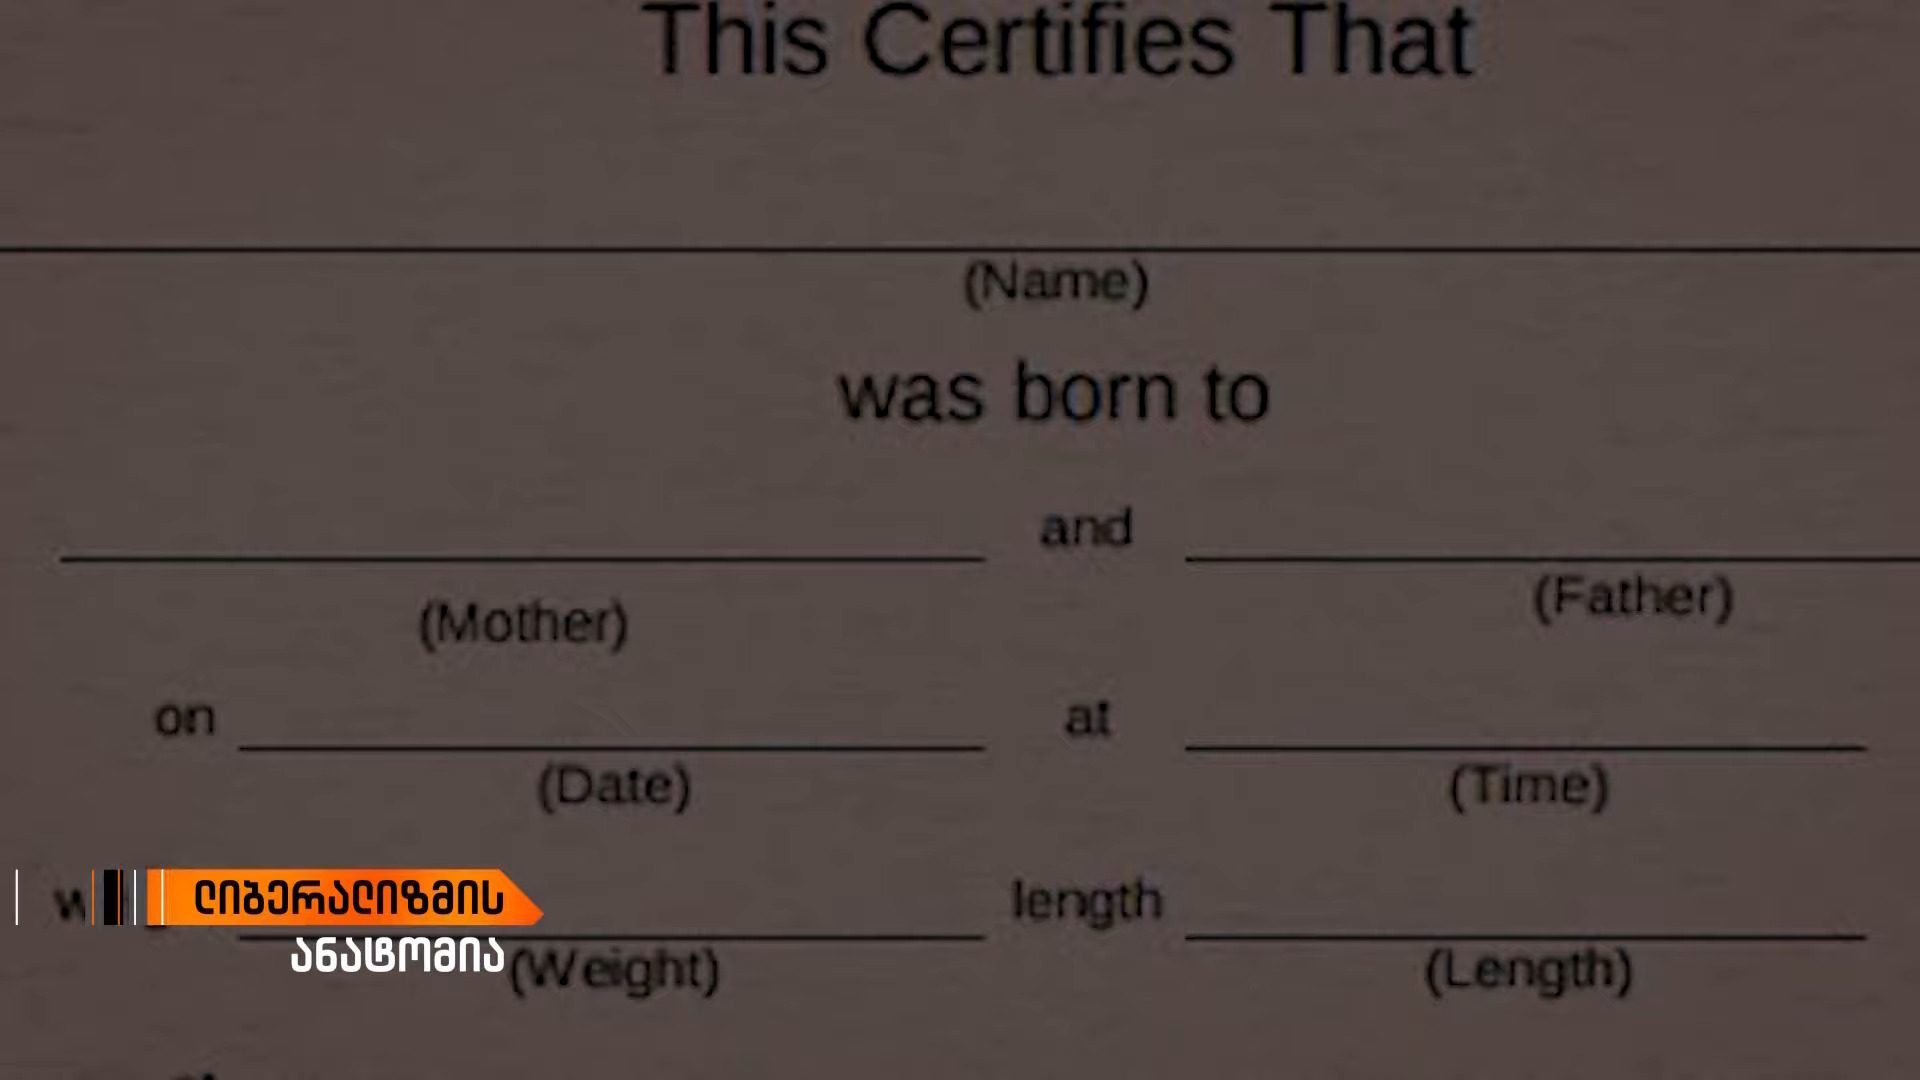 This Certifies That
(Name)
was born to
and
(Mother)
(Father)
on
at
(Date)
(Time)
ლიბერალიზმის
length
ანატომია
(Weight)
(Length)